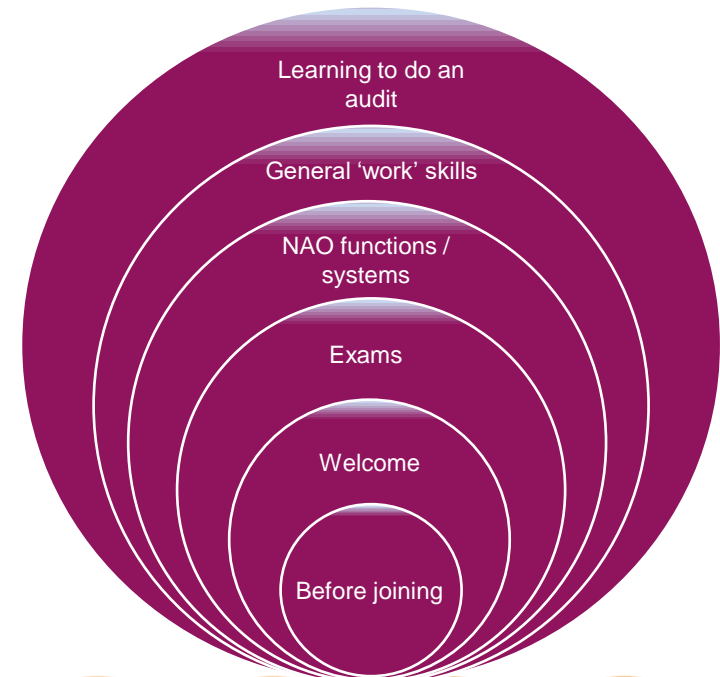 Learning to do an
audit
General ‘work’ skills
NAO functions /
systems
Exams
Welcome
Before joining